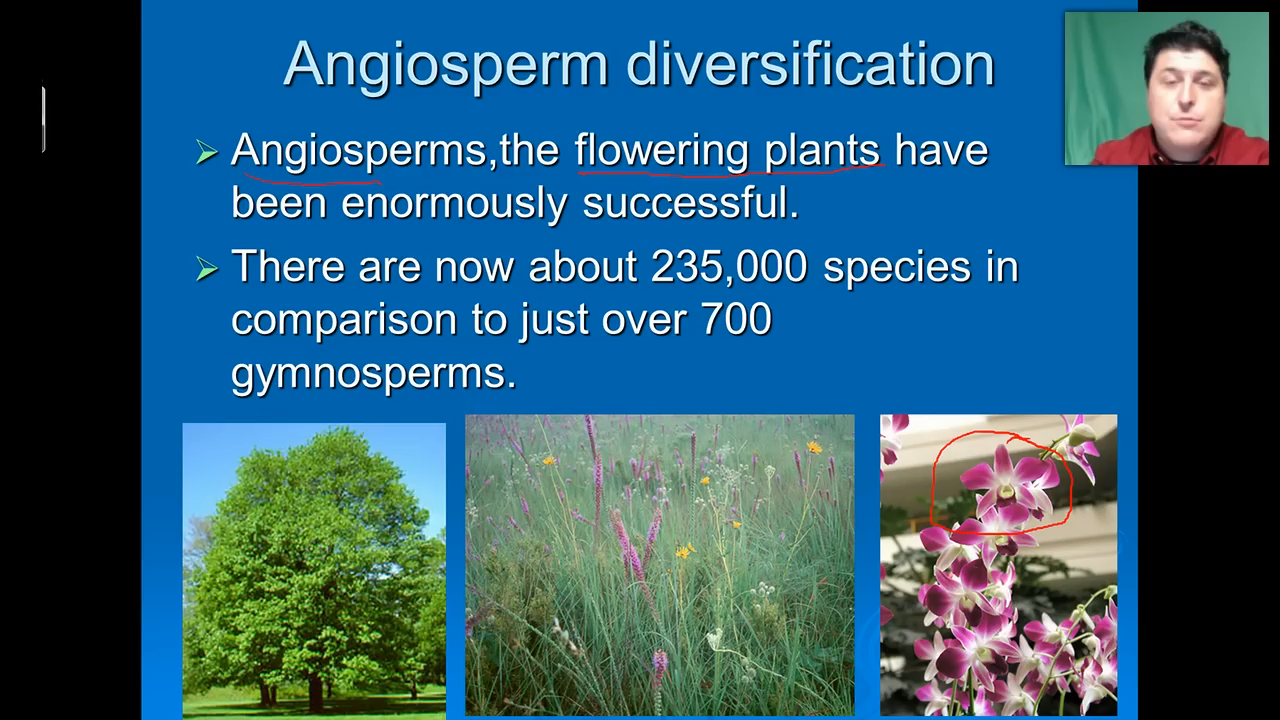 Angiosperm diversification
Angiosperms,the flowering plants have
been enormously successful.
There are now about 235,000 species in
comparison to just over 700
gymnosperms.